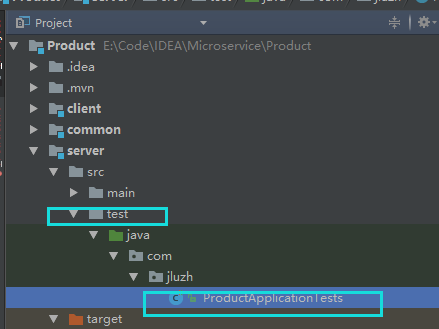 Project
Product E:\Code\IDEA\Microservice\Product
.idea
.mvn
client
common
server
src
main
test
java
com
jluzh
ProductApplicationTests
target